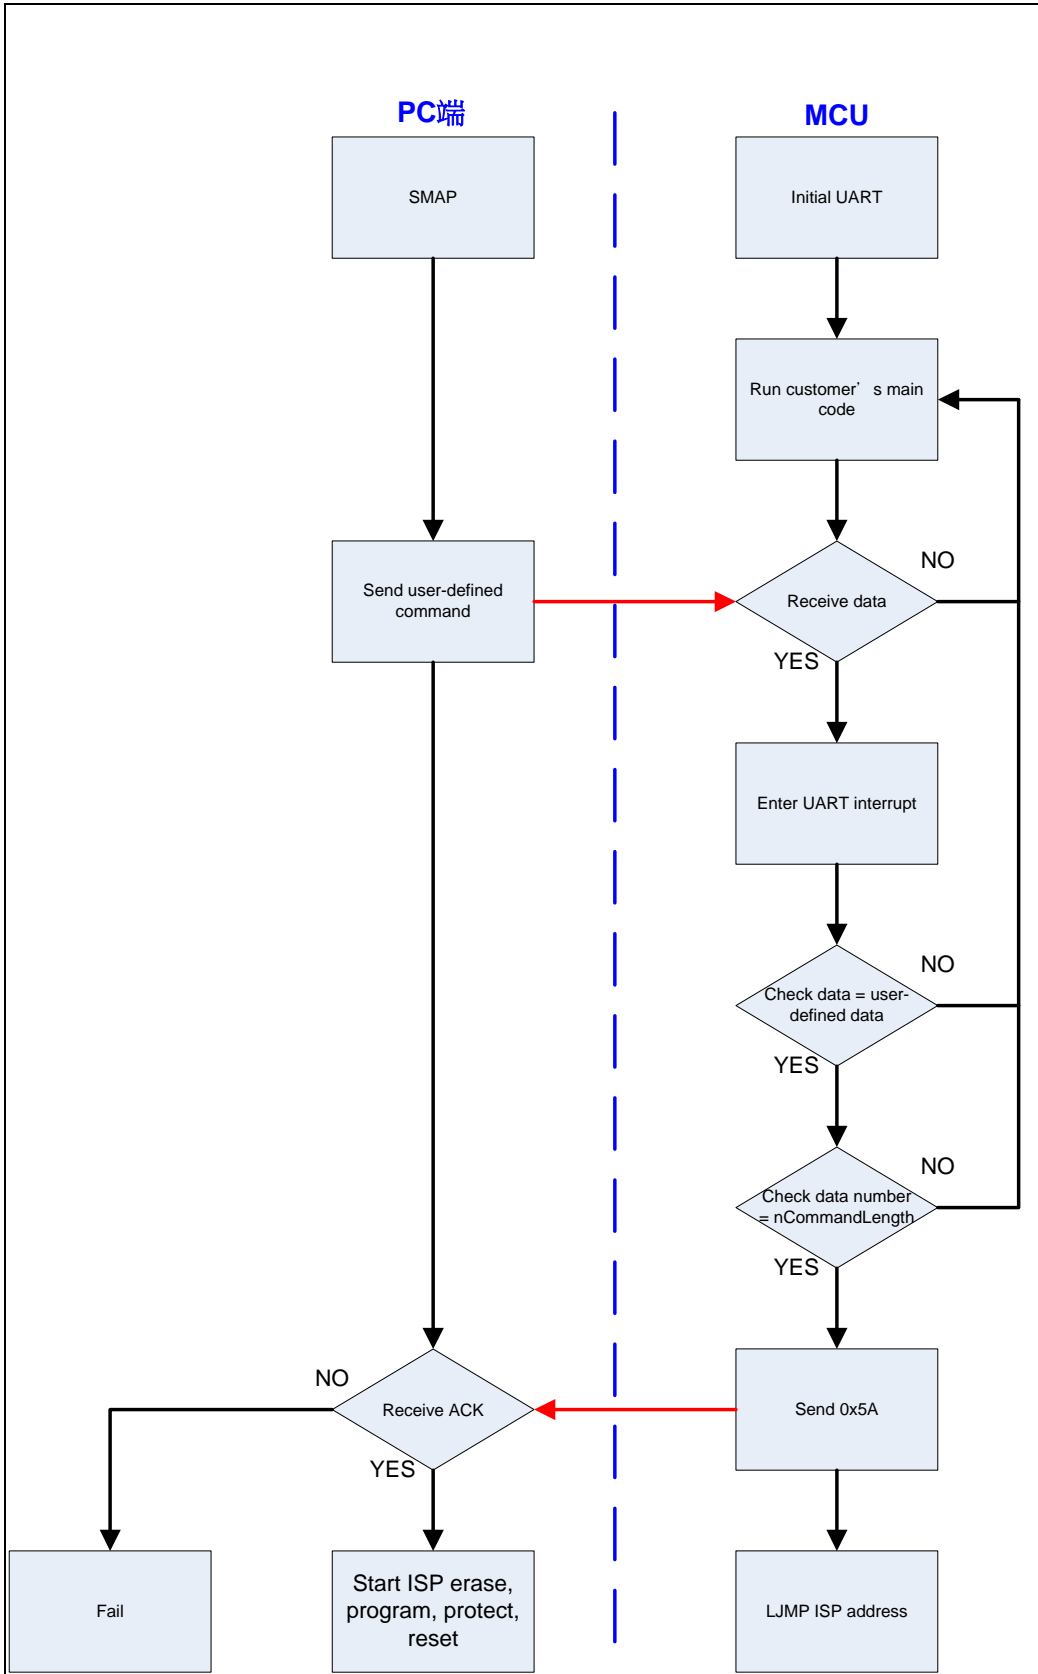 PC端
MCU
SMAP
Initial UART
Run customer’s main
code
Send user-defined
command
Receive data
NO
YES
Enter UART interrupt
Check data = user-
defined data
NO
YES
Check data number
= nCommandLength
NO
YES
Receive ACK
NO
YES
Send 0x5A
Fail
Start ISP erase,
program, protect,
reset
LJMP ISP address